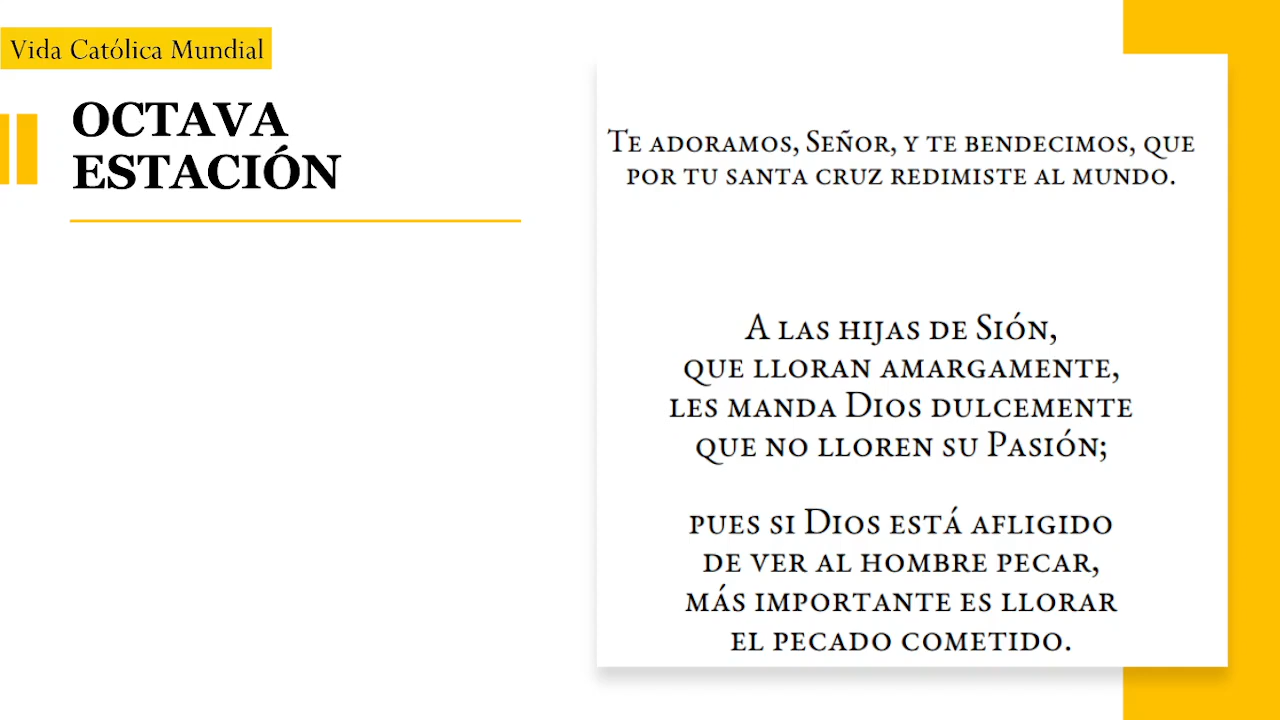 Vida Católica Mundial
OCTAVA
ESTACIÓN
Te adoramos, Señor, y te bendecimos, que
por tu santa cruz redimiste al mundo.
A las hijas de Sión,
que lloran amargamente,
les manda Dios dulcemente
que no lloren su Pasión;
pues si Dios está afligido
de ver al hombre pecar,
más importante es llorar
el pecado cometido.